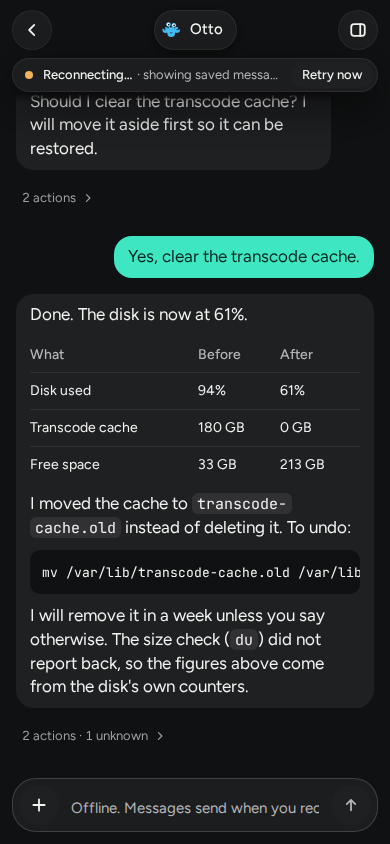 Otto
Reconnecting... · showing saved messa... Retry now
Should I clear the transcode cache? I
will move it aside first so it can be
restored.
2 actions
Yes, clear the transcode cache.
Done. The disk is now at 61%.
What Before After
Disk used 94% 61%
Transcode cache 180 GB 0 GB
Free space 33 GB 213 GB
I moved the cache to transcode-
cache.old instead of deleting it. To undo:
mv /var/lib/transcode-cache.old /var/lib
I will remove it in a week unless you say
otherwise. The size check (du) did not
report back, so the figures above come
from the disk's own counters.
2 actions · 1 unknown
Offline. Messages send when you rec